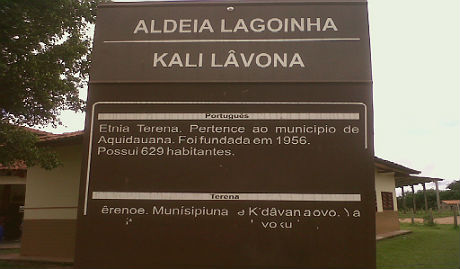 ALDEIA LAGOINHA
KALI LÂVONA
Português
Etnia Terena. Pertence ao município de
Aquidauana. Foi fundada em 1956.
Possui 629 habitantes.
Terena
Munísipiuna